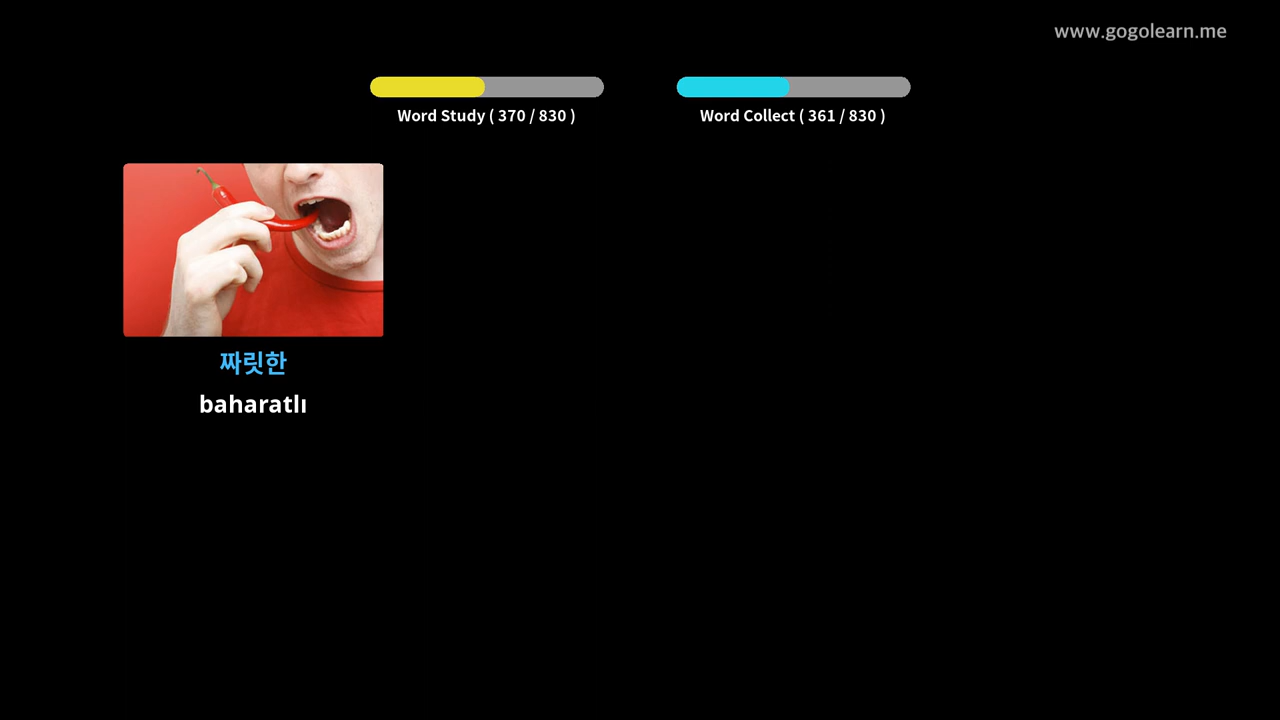 www.gogolearn.me
Word Study ( 370 / 830 )
Word Collect ( 361 / 830 )
짜릿한
baharatlı